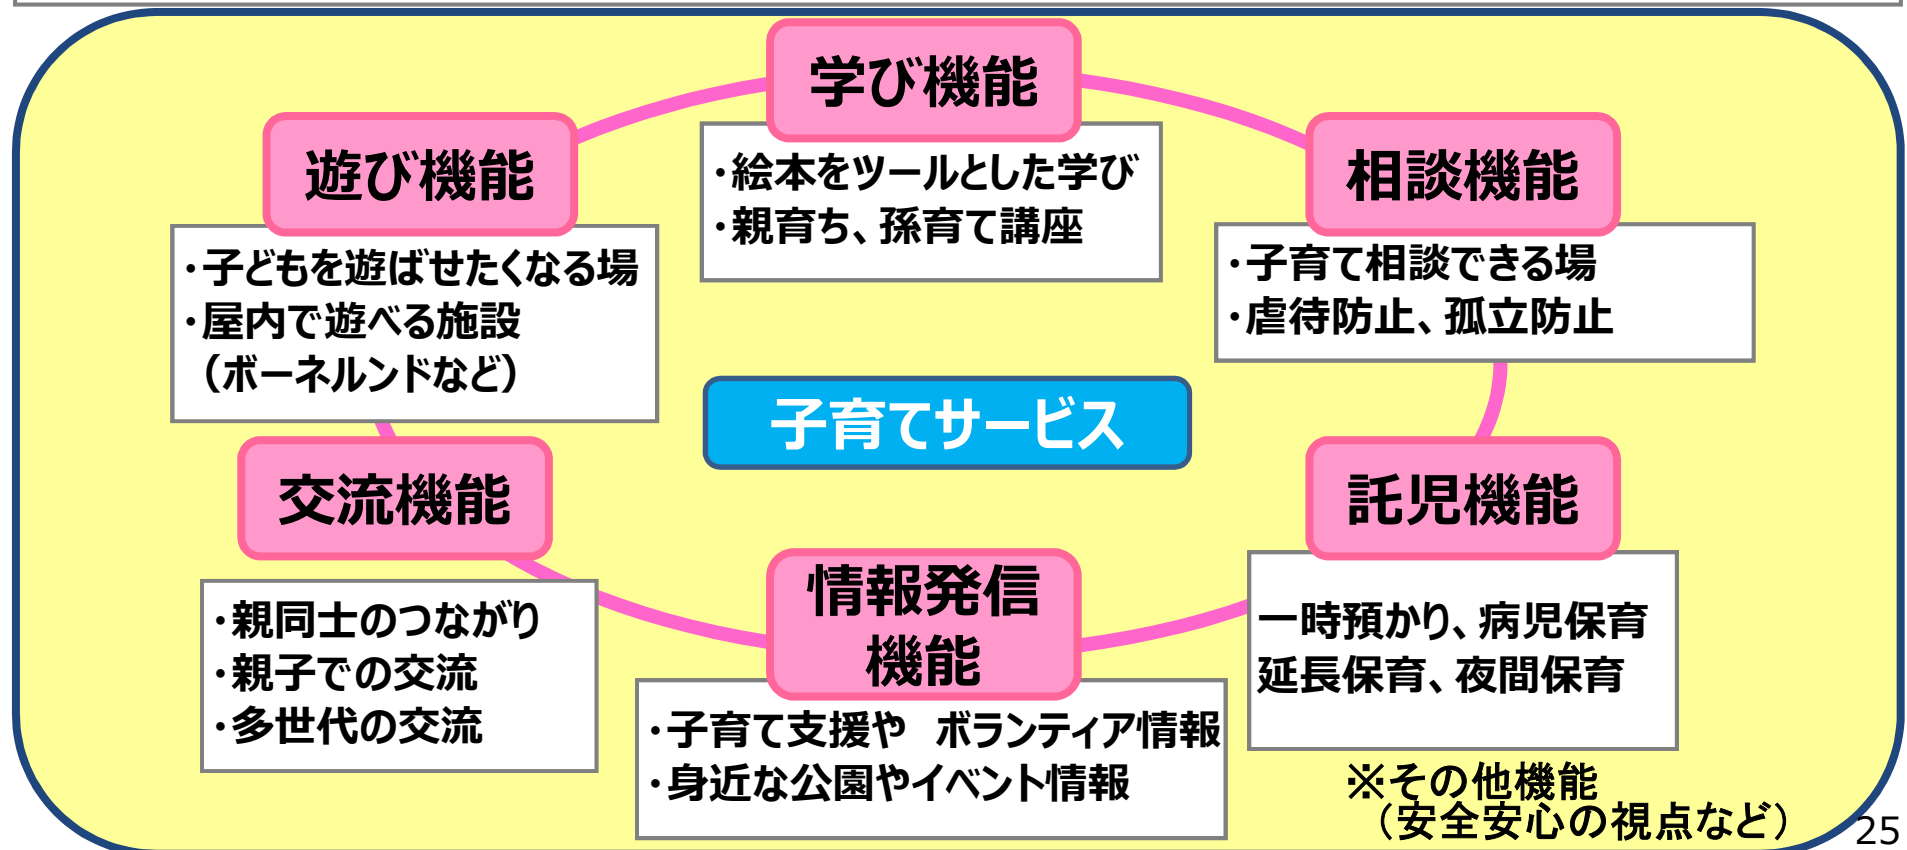 学び機能
・絵本をツールとした学び
・親育ち、孫育て講座
遊び機能
・子どもを遊ばせたくなる場
・屋内で遊べる施設
（ボーネルンドなど）
相談機能
・子育て相談できる場
・虐待防止、孤立防止
子育てサービス
交流機能
・親同士のつながり
・親子での交流
・多世代の交流
情報発信
機能
・子育て支援や　ボランティア情報
・身近な公園やイベント情報
託児機能
一時預かり、病児保育
延長保育、夜間保育
※その他機能
（安全安心の視点など）
25